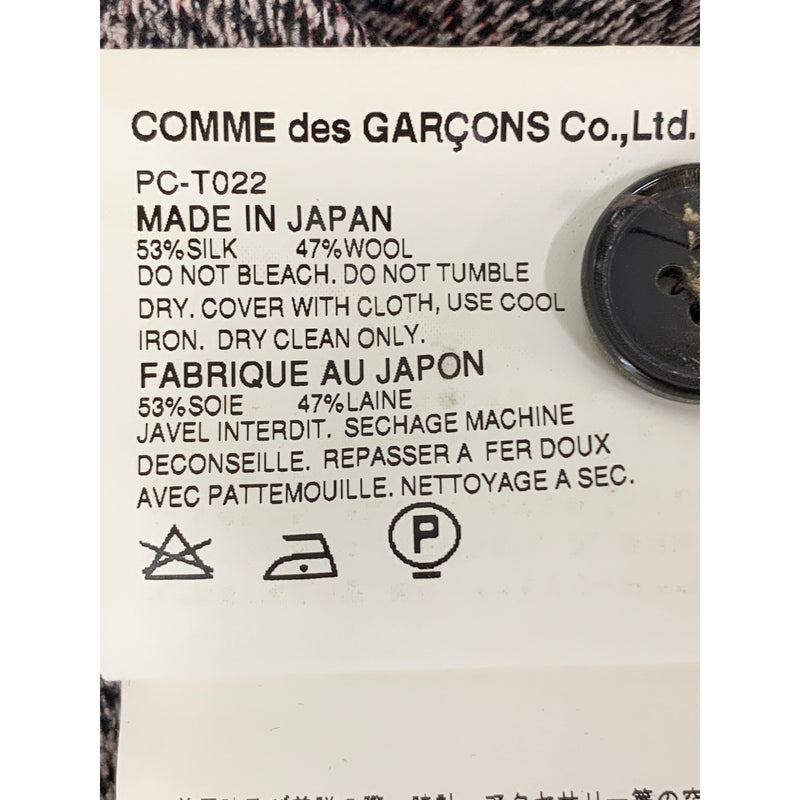 COMME des GARÇONS Co.,Ltd.
PC-T022
MADE IN JAPAN
53%SILK 47%WOOL
DO NOT BLEACH. DO NOT TUMBLE
DRY. COVER WITH CLOTH, USE COOL
IRON. DRY CLEAN ONLY.
FABRIQUE AU JAPON
53%SOIE 47%LAINE
JAVEL INTERDIT. SECHAGE MACHINE
DECONSEILLE. REPASSER A FER DOUX
AVEC PATTEMOUILLE. NETTOYAGE A SEC.
P